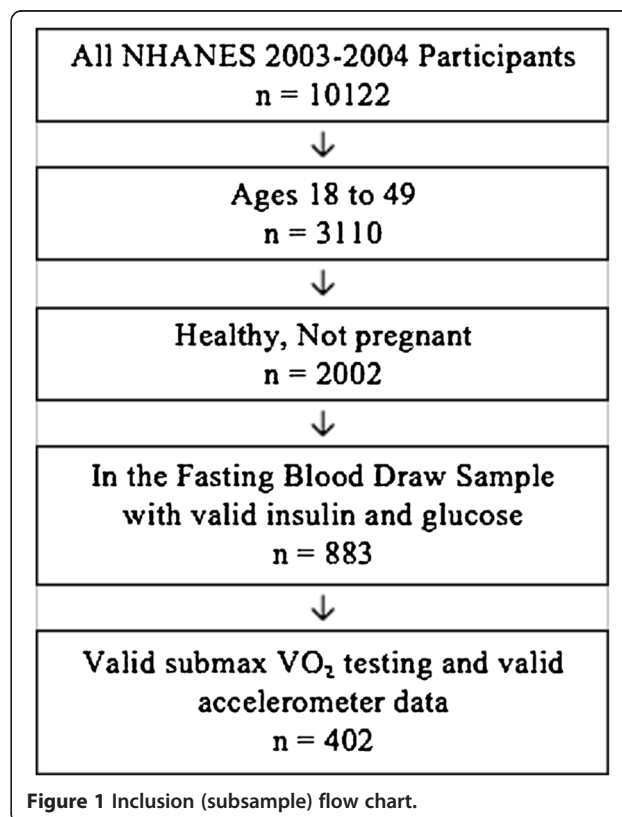 All NHANES 2003-2004 Participants
n = 10122
↓
Ages 18 to 49
n = 3110
↓
Healthy, Not pregnant
n = 2002
↓
In the Fasting Blood Draw Sample
with valid insulin and glucose
n = 883
↓
Valid submax VO₂ testing and valid
accelerometer data
n = 402
Figure 1 Inclusion (subsample) flow chart.